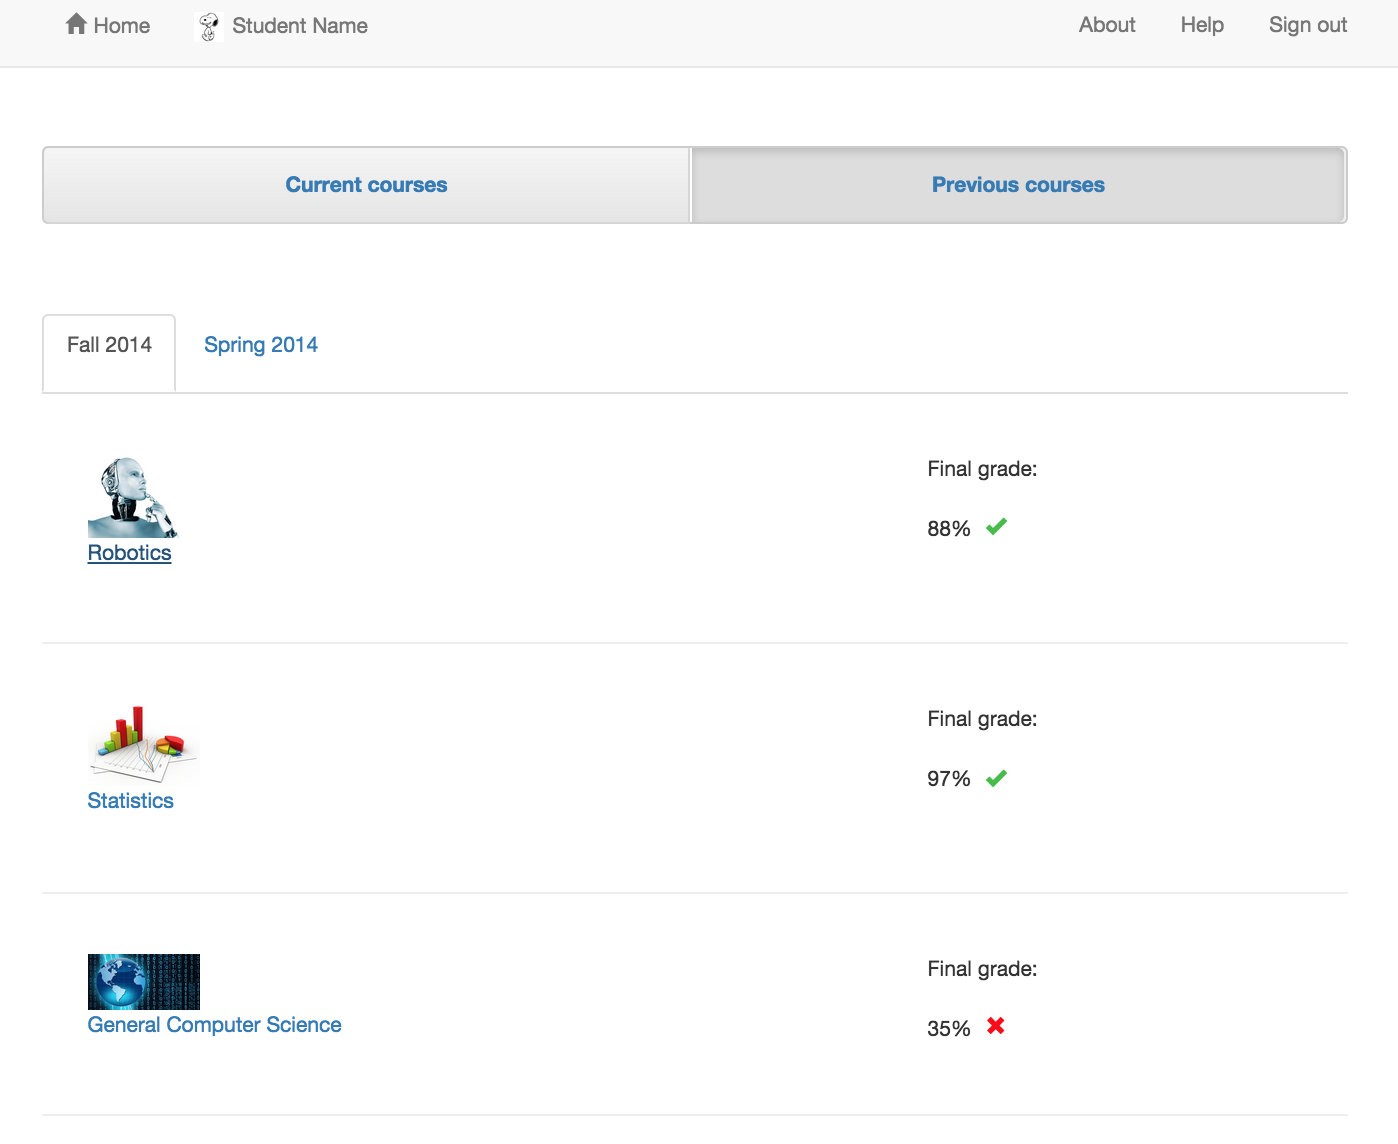 Home Student Name About Help Sign out
Current courses Previous courses
Fall 2014 Spring 2014
Final grade:
88%
Robotics
Final grade:
97%
Statistics
Final grade:
35%
General Computer Science